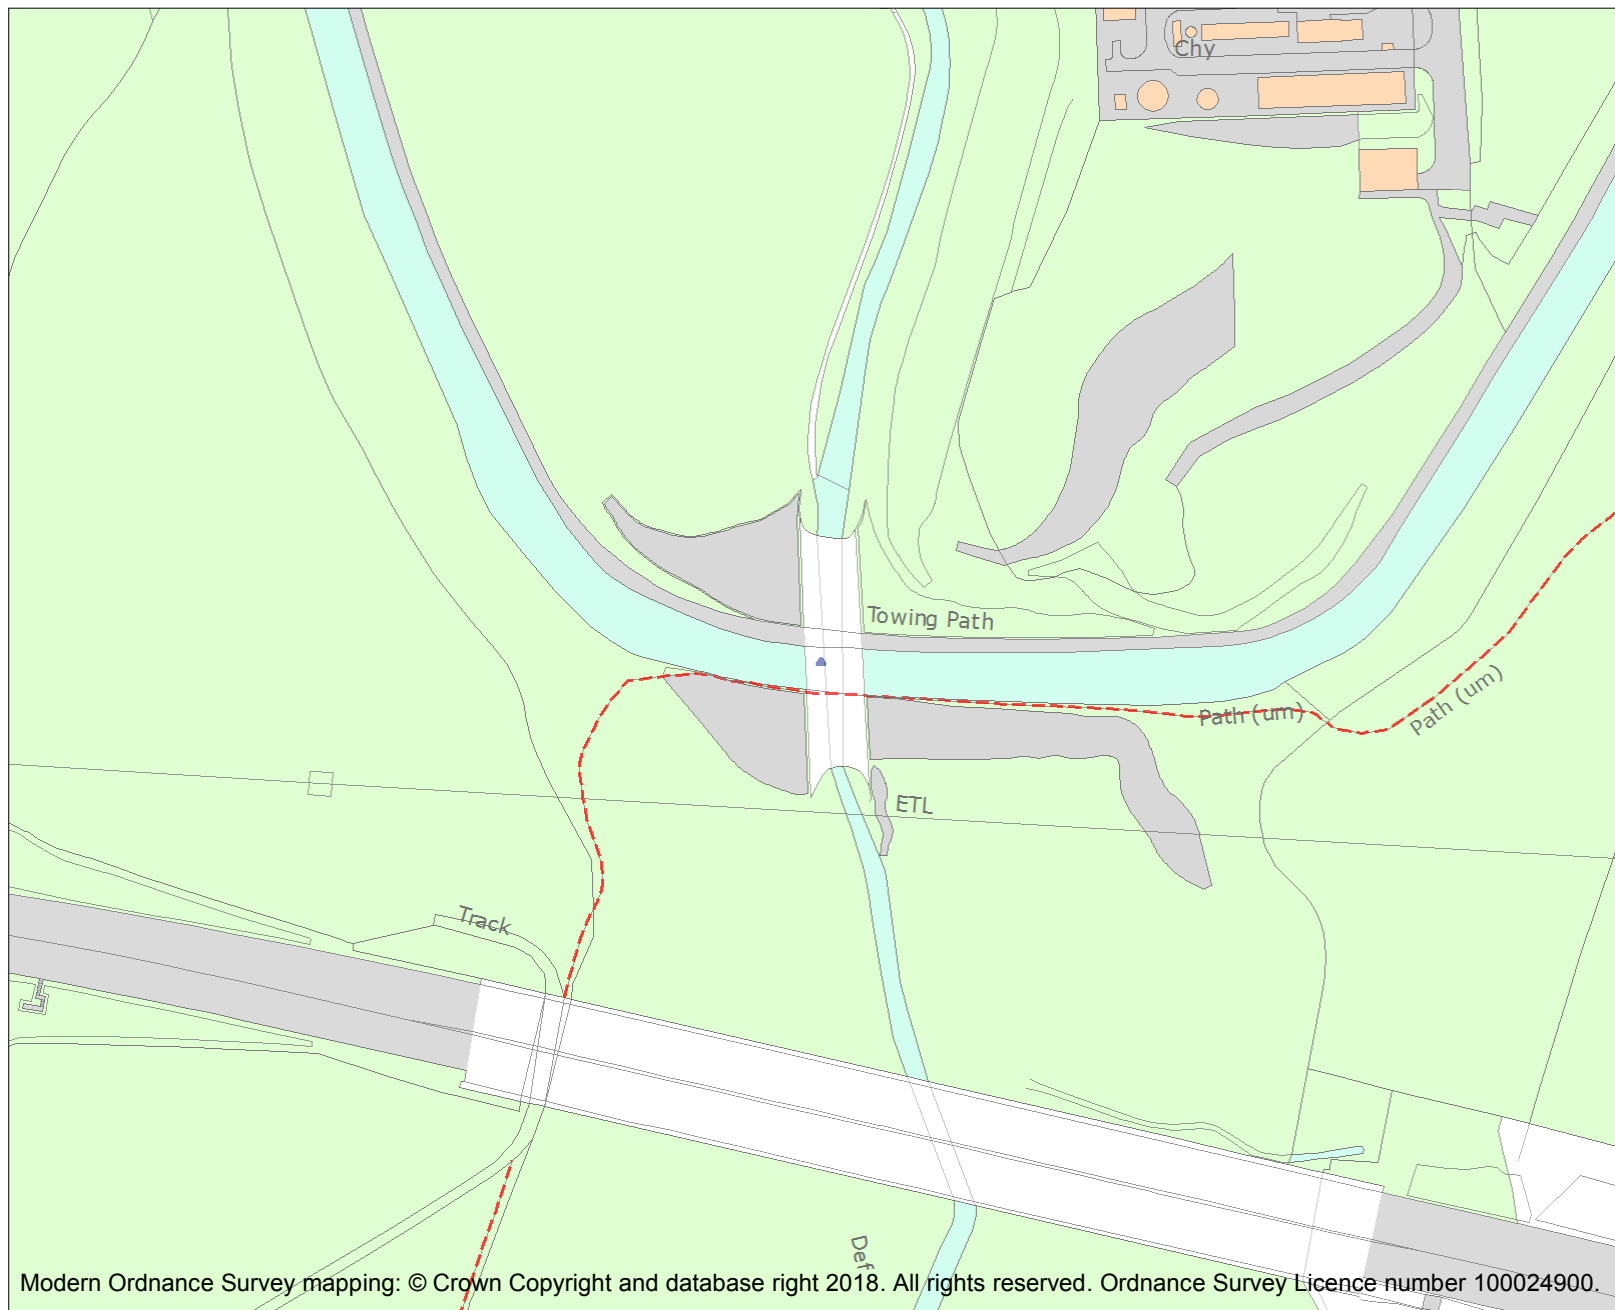 Chy
Towing Path
Path (um)
Path (um)
ETL
Track
Def
Modern Ordnance Survey mapping: © Crown Copyright and database right 2018. All rights reserved. Ordnance Survey Licence number 100024900.